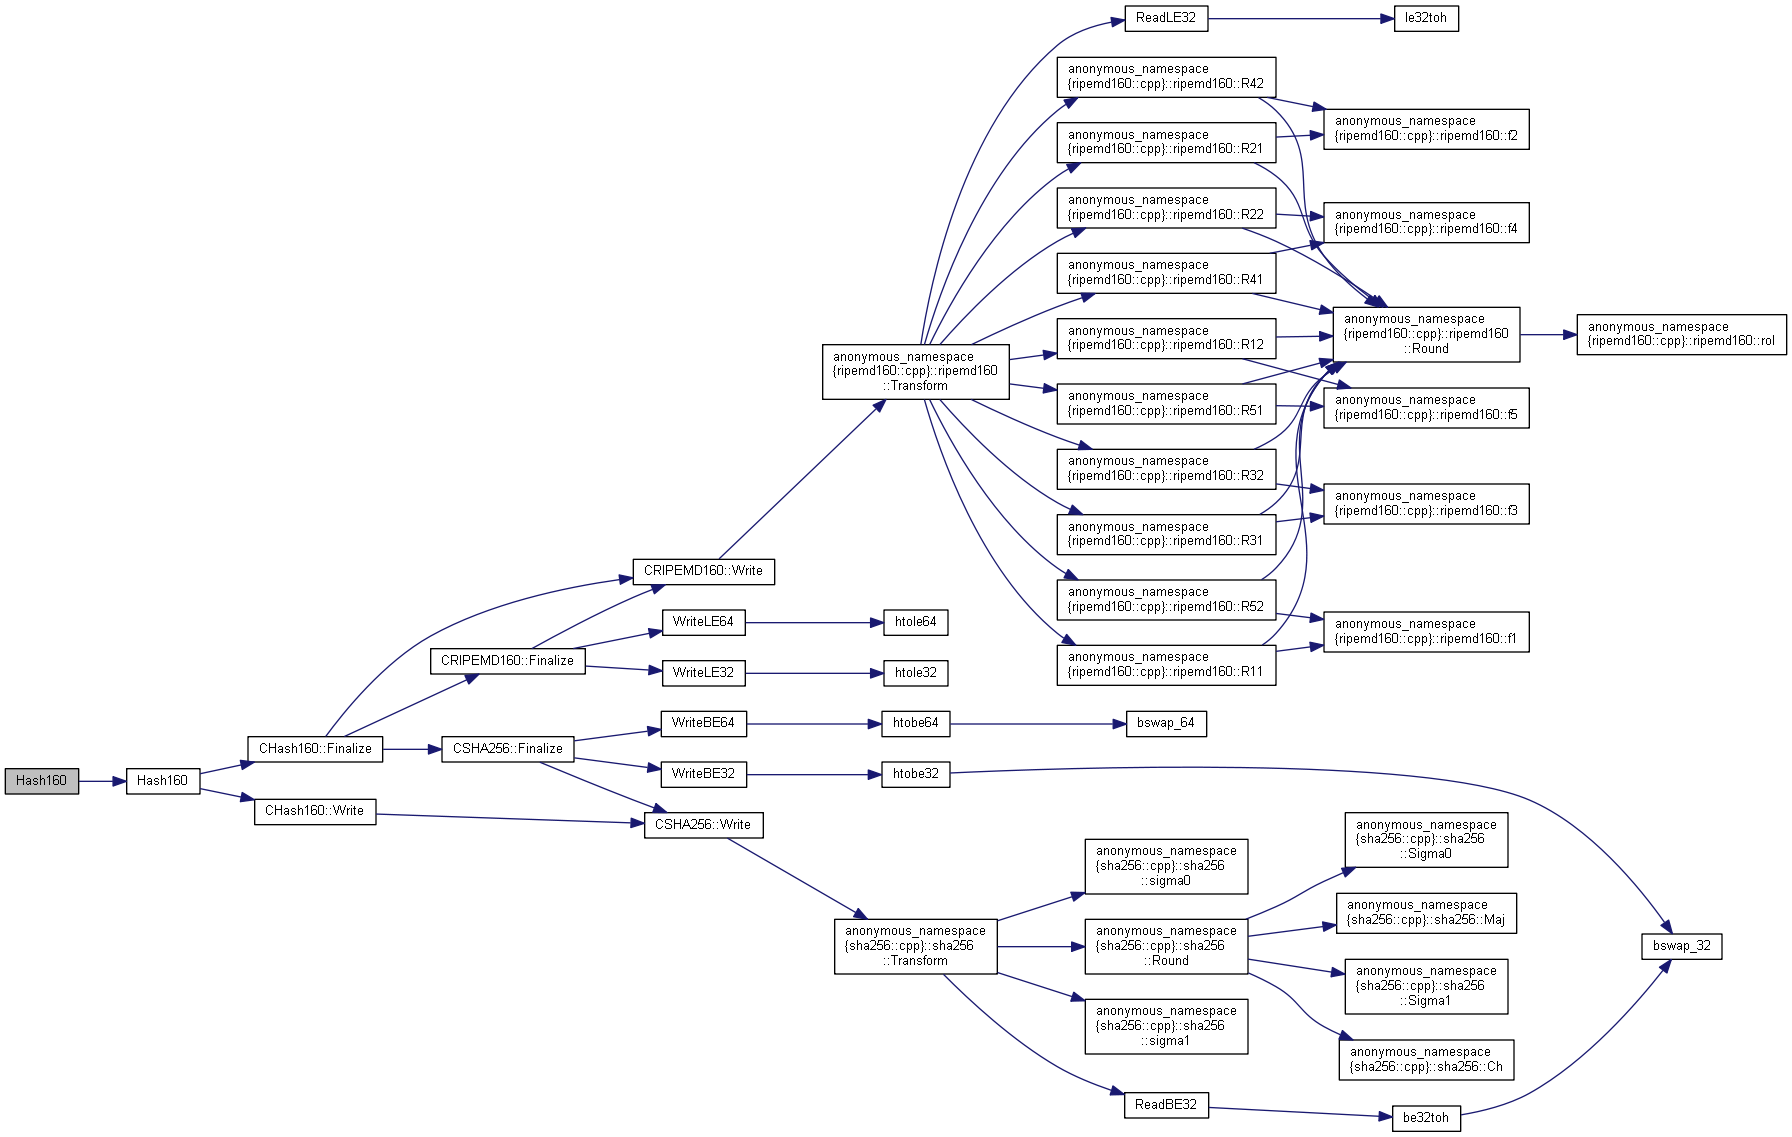 ReadLE32
le32toh
anonymous_namespace
{ripemd160::cpp}::ripemd160::R42
anonymous_namespace
{ripemd160::cpp}::ripemd160::f2
anonymous_namespace
{ripemd160::cpp}::ripemd160::R21
anonymous_namespace
{ripemd160::cpp}::ripemd160::R22
anonymous_namespace
{ripemd160::cpp}::ripemd160::f4
anonymous_namespace
{ripemd160::cpp}::ripemd160::R41
anonymous_namespace
{ripemd160::cpp}::ripemd160
::Round
anonymous_namespace
{ripemd160::cpp}::ripemd160::rol
anonymous_namespace
{ripemd160::cpp}::ripemd160::R12
anonymous_namespace
{ripemd160::cpp}::ripemd160
::Transform
anonymous_namespace
{ripemd160::cpp}::ripemd160::R51
anonymous_namespace
{ripemd160::cpp}::ripemd160::f5
anonymous_namespace
{ripemd160::cpp}::ripemd160::R32
anonymous_namespace
{ripemd160::cpp}::ripemd160::f3
anonymous_namespace
{ripemd160::cpp}::ripemd160::R31
CRIPEMD160::Write
anonymous_namespace
{ripemd160::cpp}::ripemd160::R52
WriteLE64
htole64
anonymous_namespace
{ripemd160::cpp}::ripemd160::f1
CRIPEMD160::Finalize
WriteLE32
htole32
anonymous_namespace
{ripemd160::cpp}::ripemd160::R11
WriteBE64
htobe64
bswap_64
CHash160::Finalize
CSHA256::Finalize
Hash160
Hash160
WriteBE32
htobe32
CHash160::Write
CSHA256::Write
anonymous_namespace
{sha256::cpp}::sha256
::Sigma0
anonymous_namespace
{sha256::cpp}::sha256
::sigma0
anonymous_namespace
{sha256::cpp}::sha256::Maj
anonymous_namespace
{sha256::cpp}::sha256
::Transform
anonymous_namespace
{sha256::cpp}::sha256
::Round
bswap_32
anonymous_namespace
{sha256::cpp}::sha256
::Sigma1
anonymous_namespace
{sha256::cpp}::sha256
::sigma1
anonymous_namespace
{sha256::cpp}::sha256::Ch
ReadBE32
be32toh